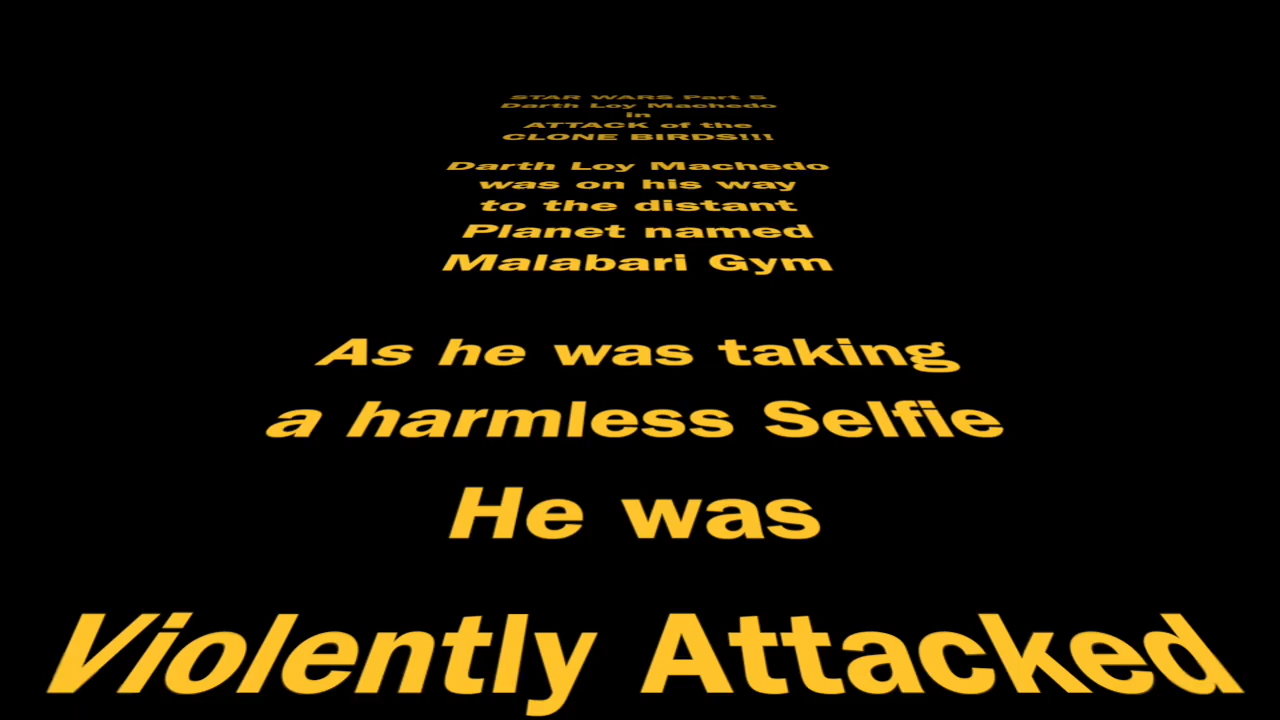 STAR WARS Part 5
Darth Loy Machedo
in
ATTACK of the
CLONE BIRDS!!!
Darth Loy Machedo
was on his way
to the distant
Planet named
Malabari Gym
As he was taking
a harmless Selfie
He was
Violently Attacked